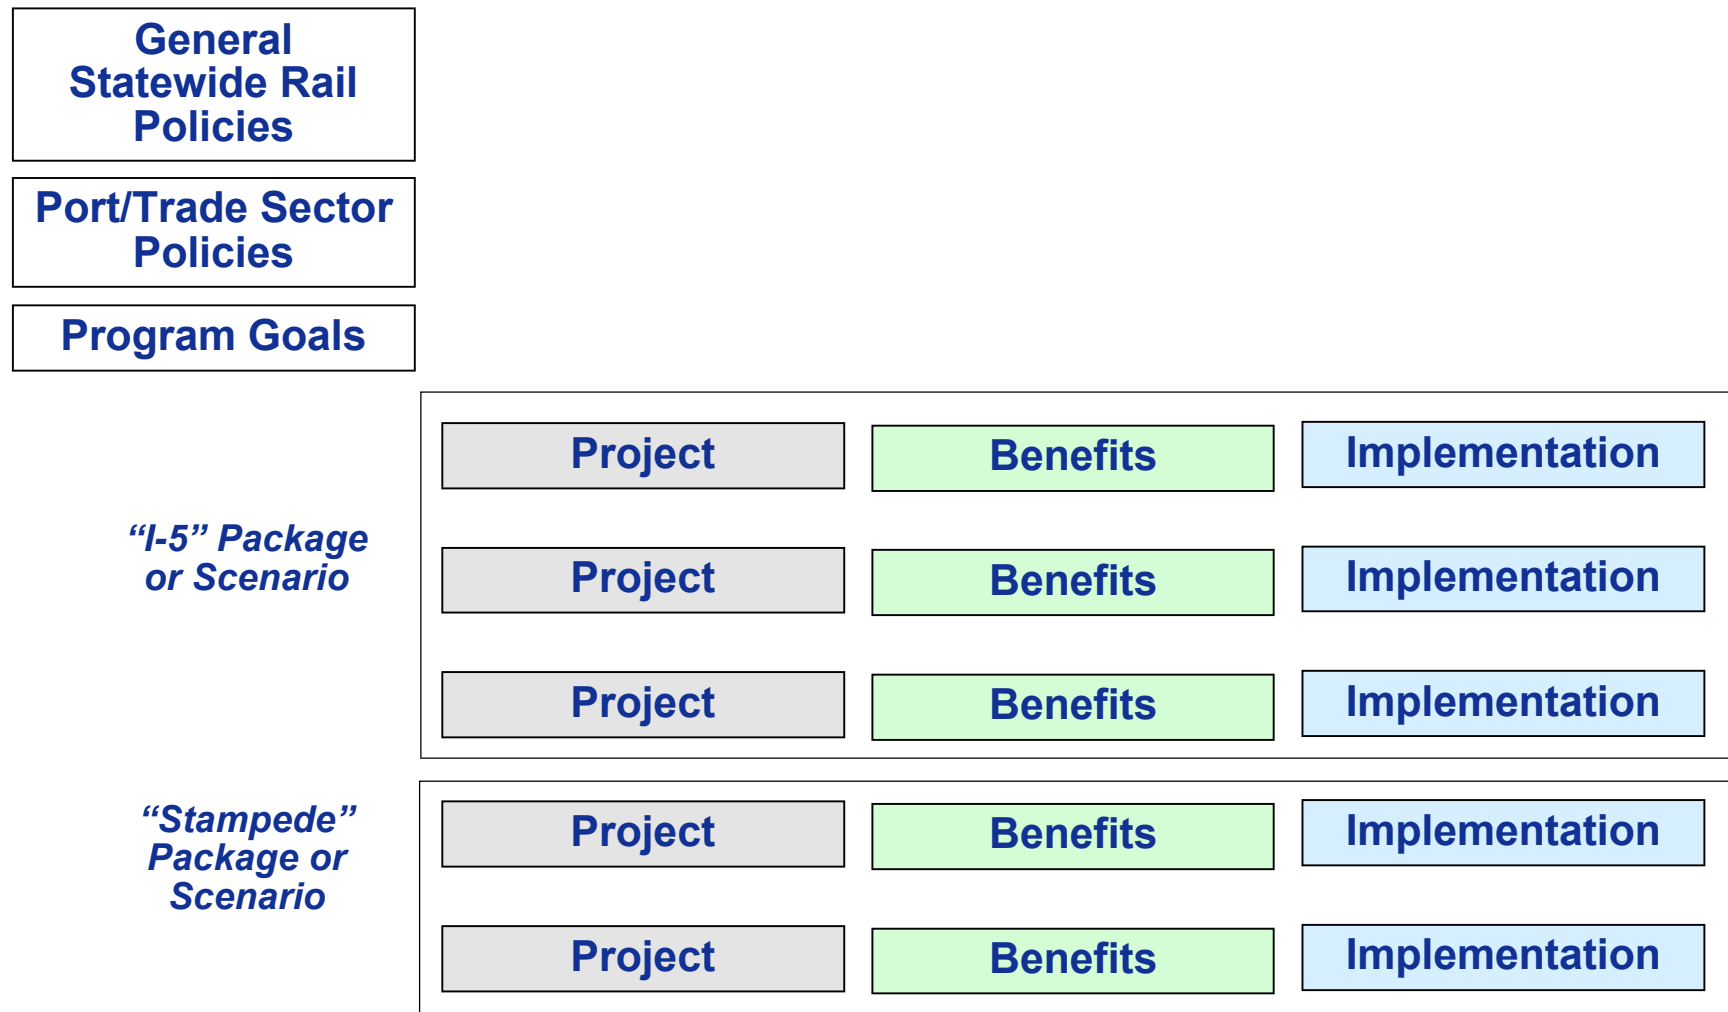 General
Statewide Rail
Policies
Port/Trade Sector
Policies
Program Goals
Project
Benefits
Implementation
“I-5” Package
or Scenario
Project
Benefits
Implementation
Project
Benefits
Implementation
“Stampede”
Package or
Scenario
Project
Benefits
Implementation
Project
Benefits
Implementation